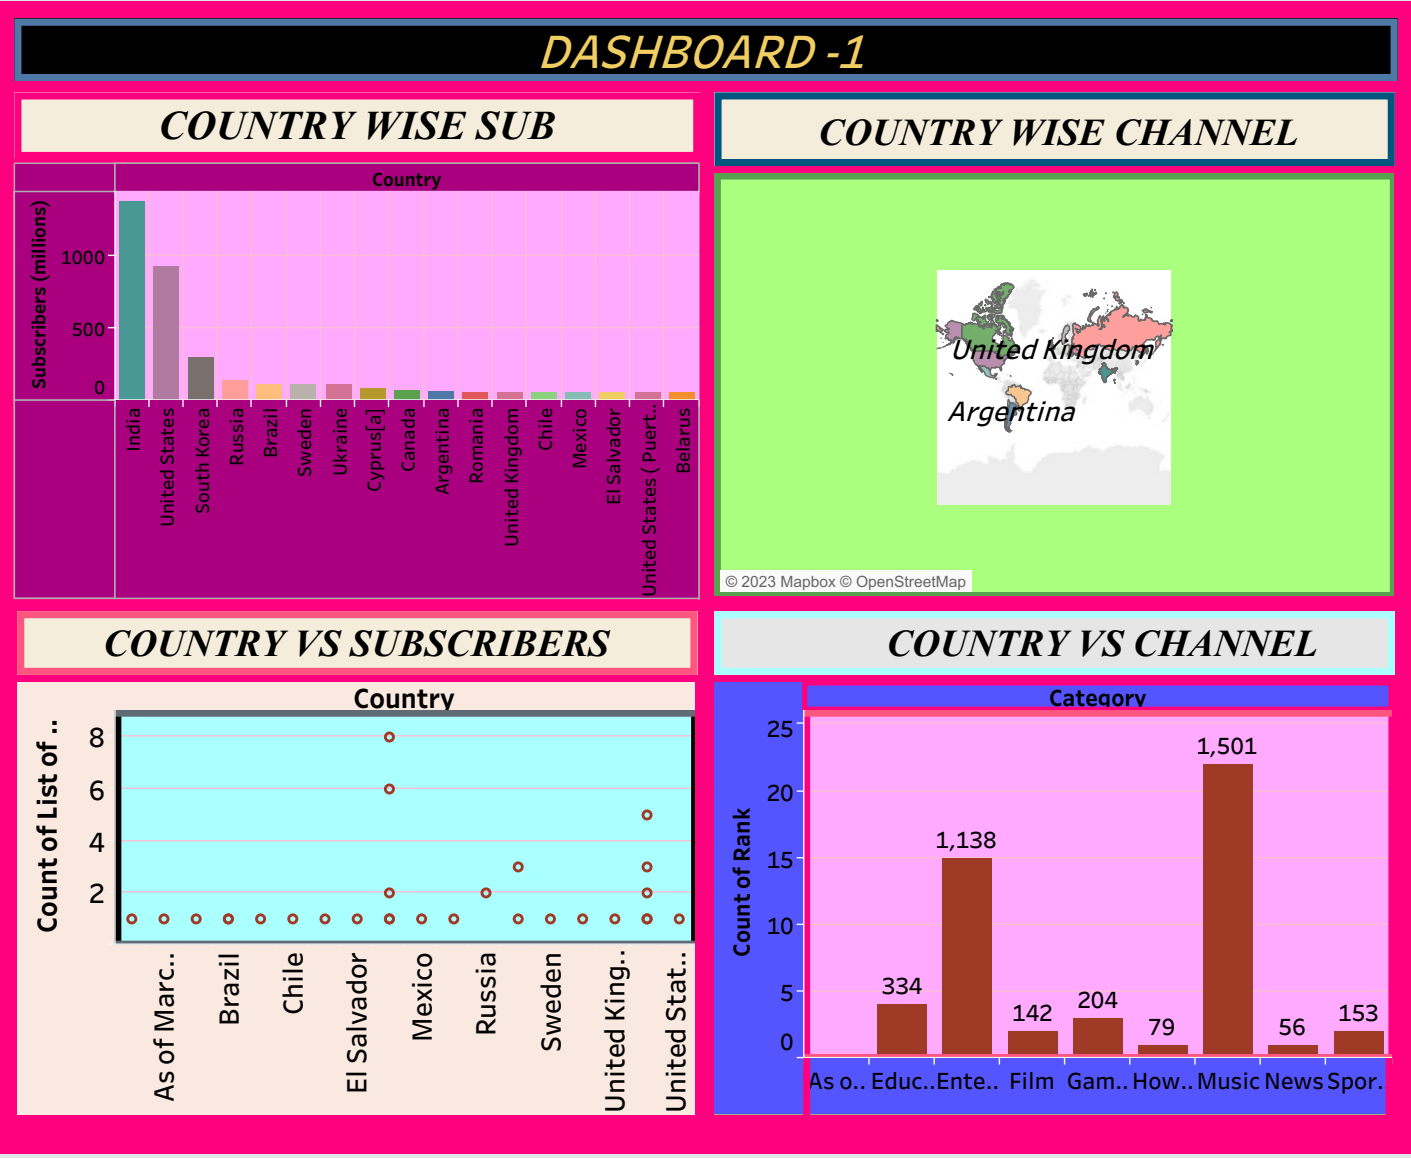 DASHBOARD -1
COUNTRY WISE SUB
COUNTRY WISE CHANNEL
Country
Subscribers (millions)
1000
500
0
India
United States
South Korea
Russia
Brazil
Sweden
Ukraine
Cyprus[a]
Canada
Argentina
Romania
United Kingdom
Chile
Mexico
El Salvador
United States ( Puert..
Belarus
United Kingdom
Argentina
© 2023 Mapbox © OpenStreetMap
COUNTRY VS SUBSCRIBERS
COUNTRY VS CHANNEL
Country
Count of List of ..
8
6
4
2
As of Marc..
Brazil
Chile
El Salvador
Mexico
Russia
Sweden
United King..
United Stat..
Category
Count of Rank
25
20
15
10
5
0
334
1,138
142
204
79
1,501
56
153
As o..
Educ..
Ente..
Film
Gam..
How..
Music
News
Spor.